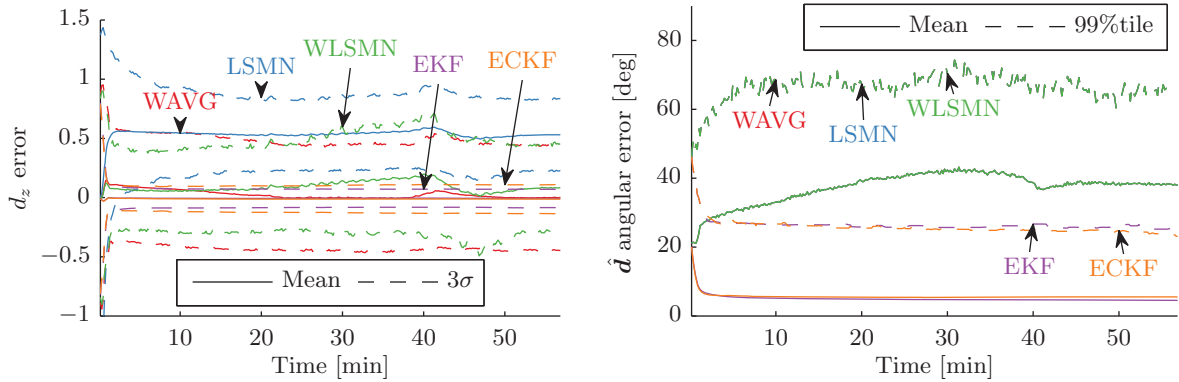 1.5
1
0.5
0
−0.5
−1
d_z error
WAVG
LSMN
WLSMN
EKF
ECKF
Mean 3σ
10 20 30 40 50
Time [min]
80
60
40
20
0
d̂ angular error [deg]
Mean 99%tile
WAVG
LSMN
WLSMN
EKF
ECKF
10 20 30 40 50
Time [min]